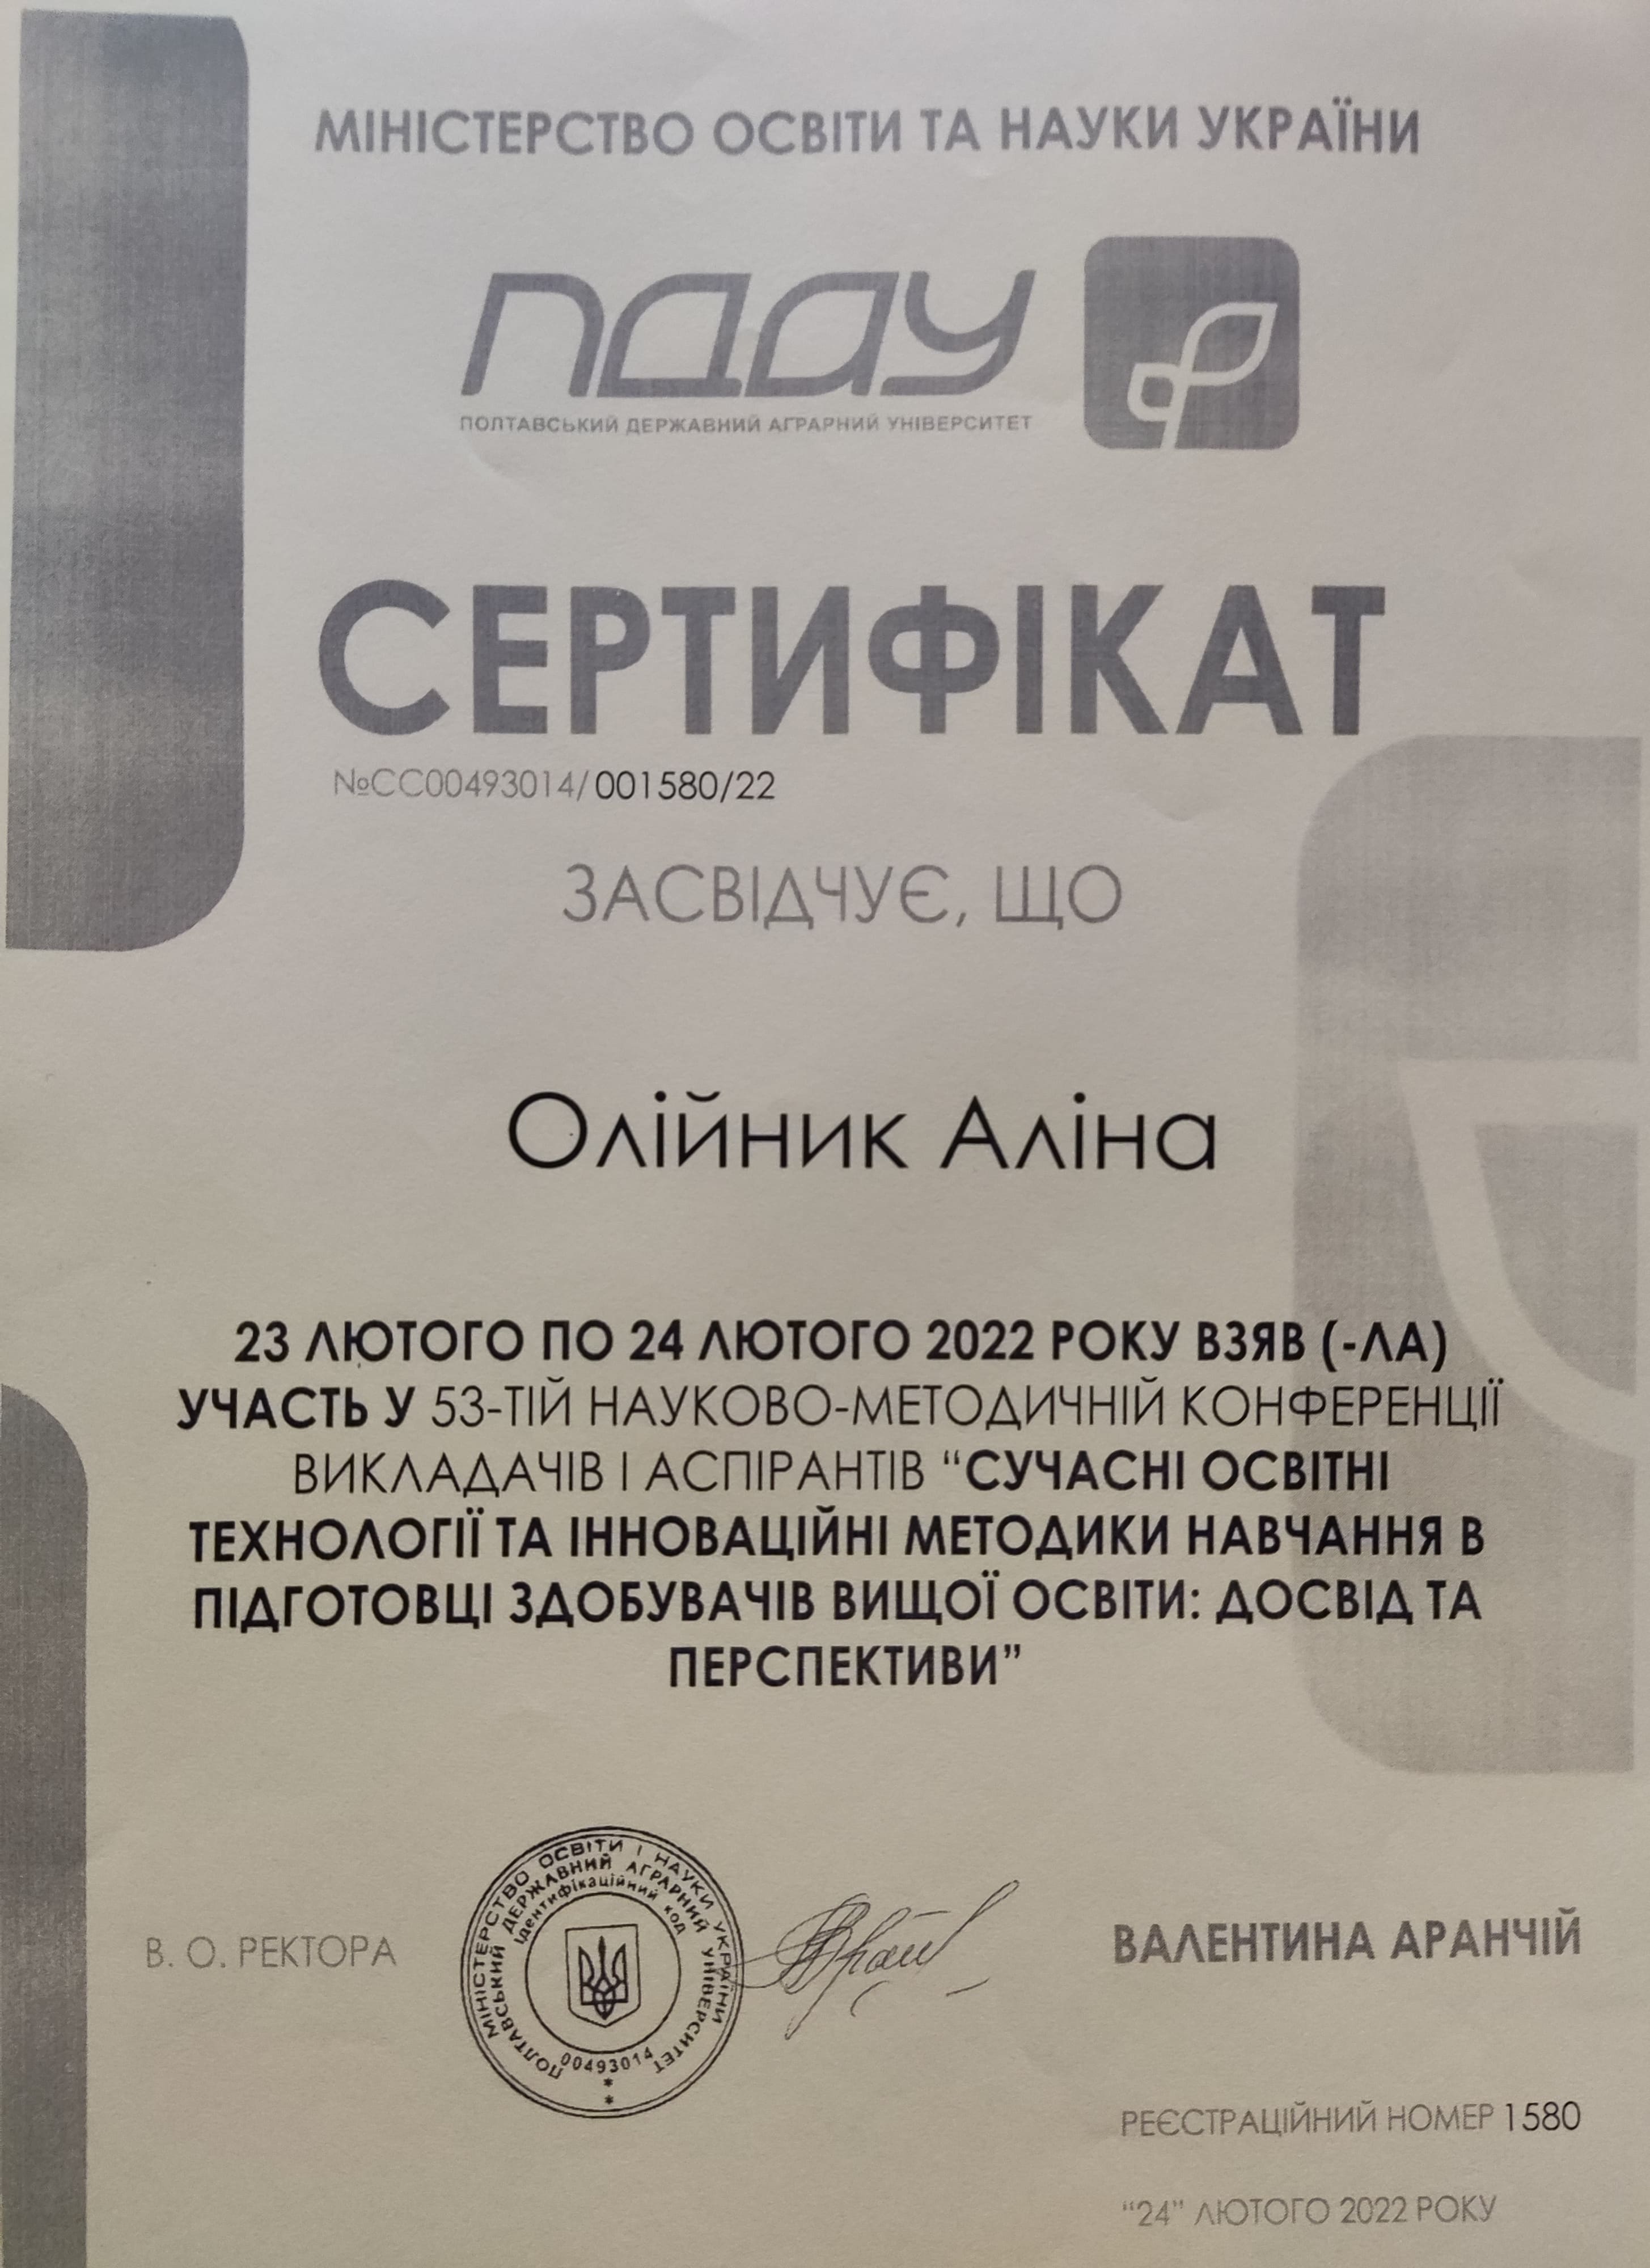 МІНІСТЕРСТВО ОСВІТИ ТА НАУКИ УКРАЇНИ
ПДАУ
ПОЛТАВСЬКИЙ ДЕРЖАВНИЙ АГРАРНИЙ УНІВЕРСИТЕТ
СЕРТИФІКАТ
№СС00493014/001580/22
ЗАСВІДЧУЄ, ЩО
Олійник Аліна
23 ЛЮТОГО ПО 24 ЛЮТОГО 2022 РОКУ ВЗЯВ (-ЛА)
УЧАСТЬ У 53-ТІЙ НАУКОВО-МЕТОДИЧНІЙ КОНФЕРЕНЦІЇ
ВИКЛАДАЧІВ І АСПІРАНТІВ “СУЧАСНІ ОСВІТНІ
ТЕХНОЛОГІЇ ТА ІННОВАЦІЙНІ МЕТОДИКИ НАВЧАННЯ В
ПІДГОТОВЦІ ЗДОБУВАЧІВ ВИЩОЇ ОСВІТИ: ДОСВІД ТА
ПЕРСПЕКТИВИ”
В. О. РЕКТОРА
МІНІСТЕРСТВО ОСВІТИ І НАУКИ УКРАЇНИ
ПОЛТАВСЬКИЙ ДЕРЖАВНИЙ АГРАРНИЙ УНІВЕРСИТЕТ
Ідентифікаційний код
00493014
* *
ВАЛЕНТИНА АРАНЧІЙ
РЕЄСТРАЦІЙНИЙ НОМЕР 1580
“24” ЛЮТОГО 2022 РОКУ